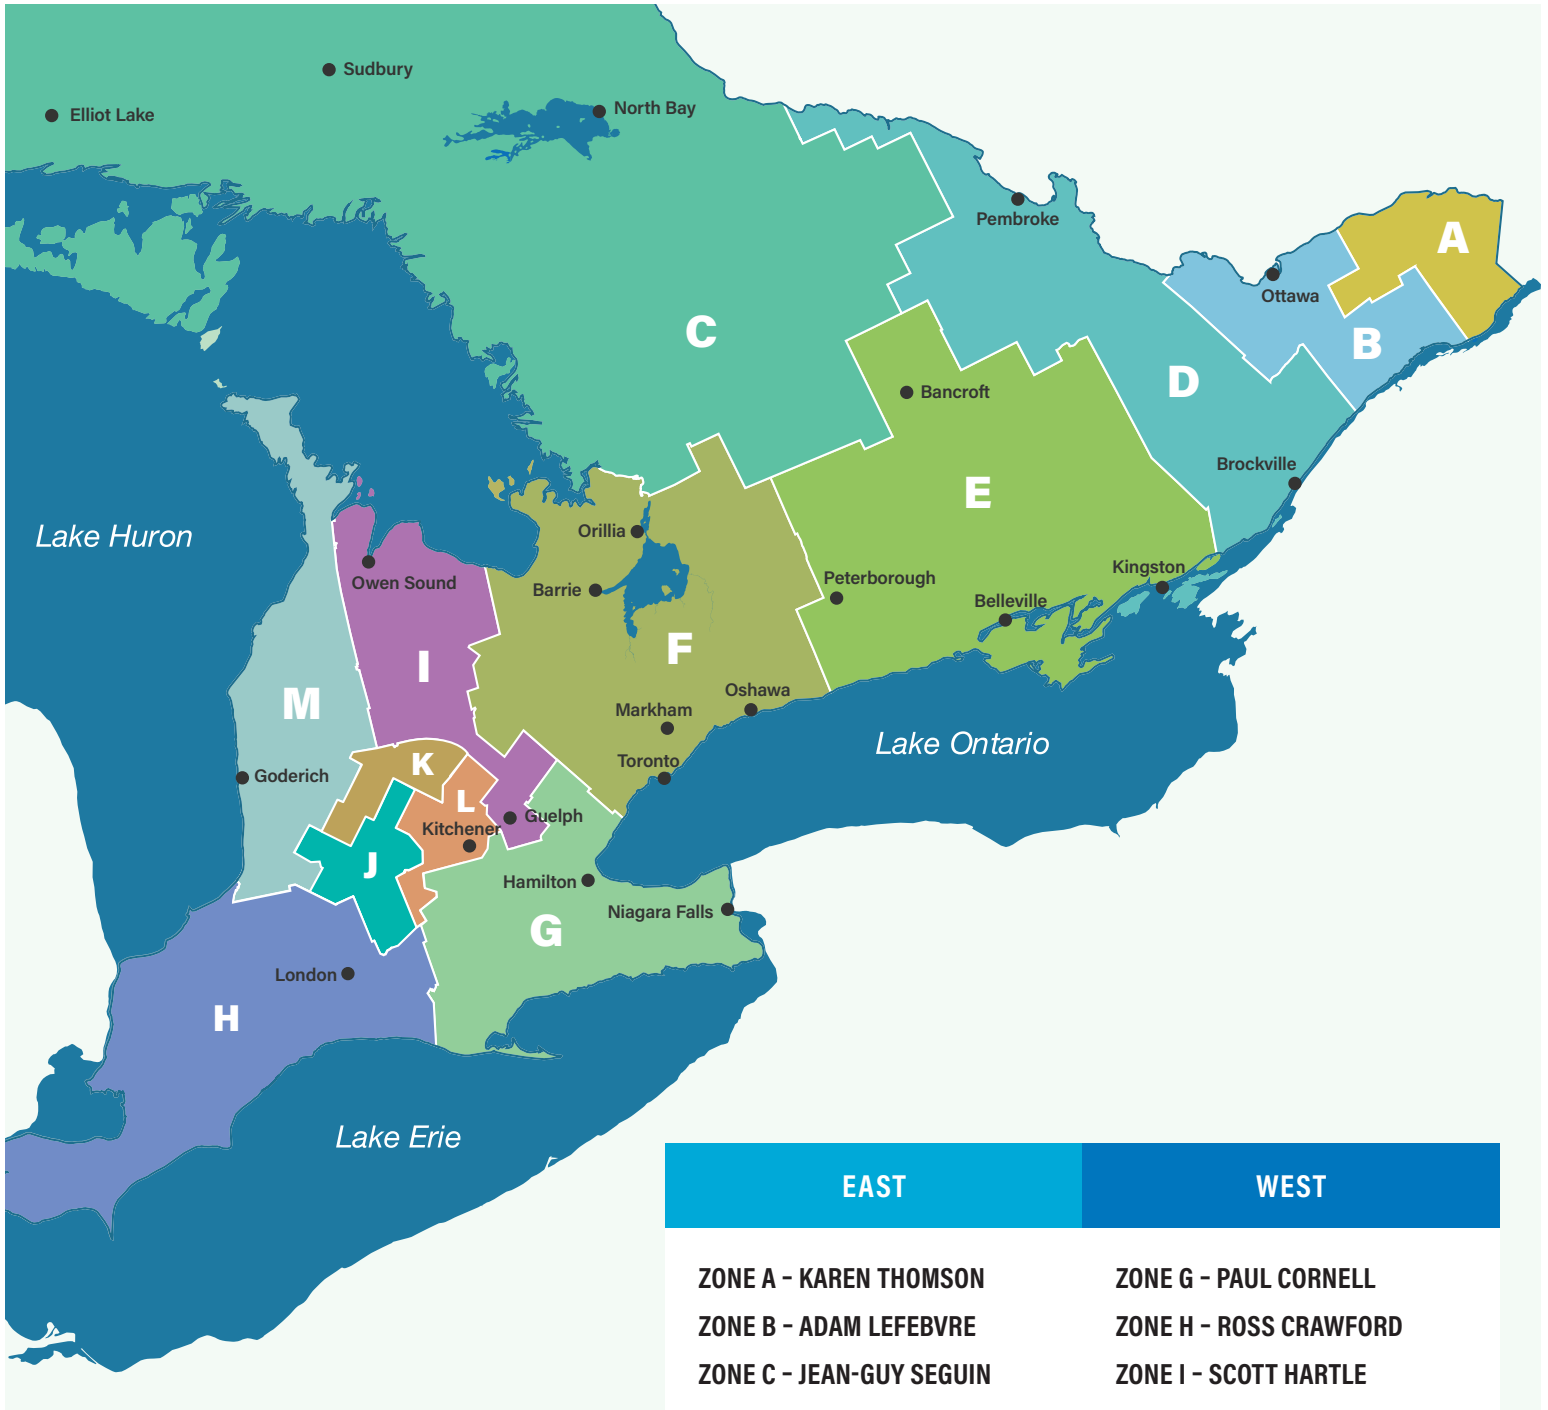 Sudbury
North Bay
Elliot Lake
Pembroke
A
Ottawa
C
B
D
Bancroft
Brockville
E
Lake Huron
Orillia
Owen Sound
Barrie
Peterborough
Kingston
Belleville
F
I
M
Oshawa
Markham
Lake Ontario
Toronto
K
Goderich
L
Guelph
Kitchener
J
Hamilton
Niagara Falls
G
London
H
Lake Erie
EAST
WEST
ZONE A – KAREN THOMSON
ZONE G – PAUL CORNELL
ZONE B – ADAM LEFEBVRE
ZONE H – ROSS CRAWFORD
ZONE C – JEAN-GUY SEGUIN
ZONE I – SCOTT HARTLE